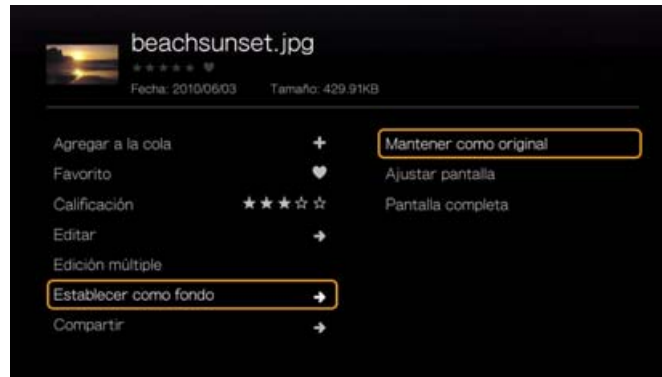 beachsunset.jpg
Fecha: 2010/06/03 Tamaño: 429.91KB
Agregar a la cola
Favorito
Calificación
Editar
Edición múltiple
Establecer como fondo
Compartir
Mantener como original
Ajustar pantalla
Pantalla completa